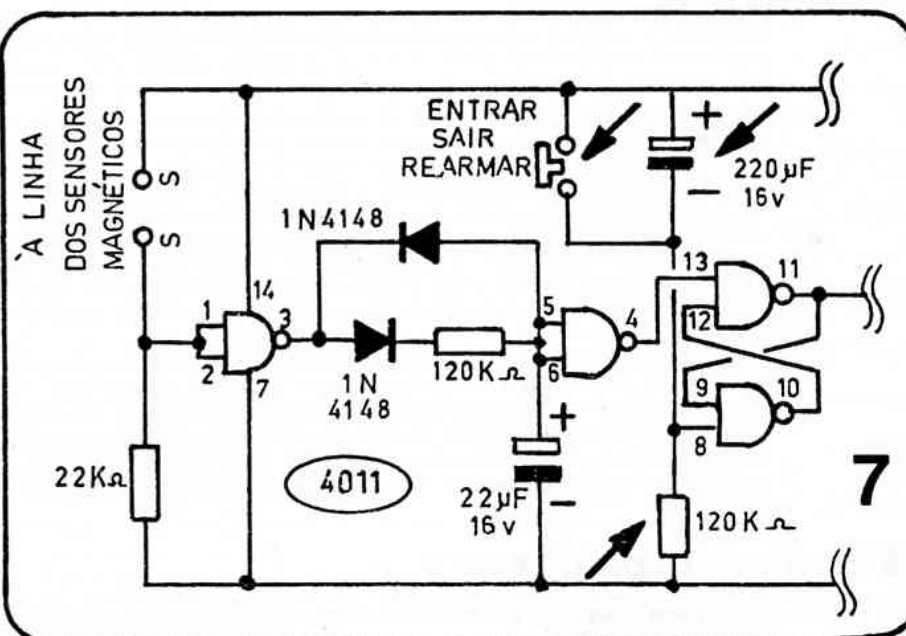 À LINHA
DOS SENSORES
MAGNÉTICOS
S
S
ENTRAR
SAIR
REARMAR
+
220µF
16v
−
1N4148
14
1
2
3
7
1N
4148
120KΩ
5
6
4
13
12
11
9
8
10
22KΩ
4011
+
22µF
16v
−
120KΩ
7